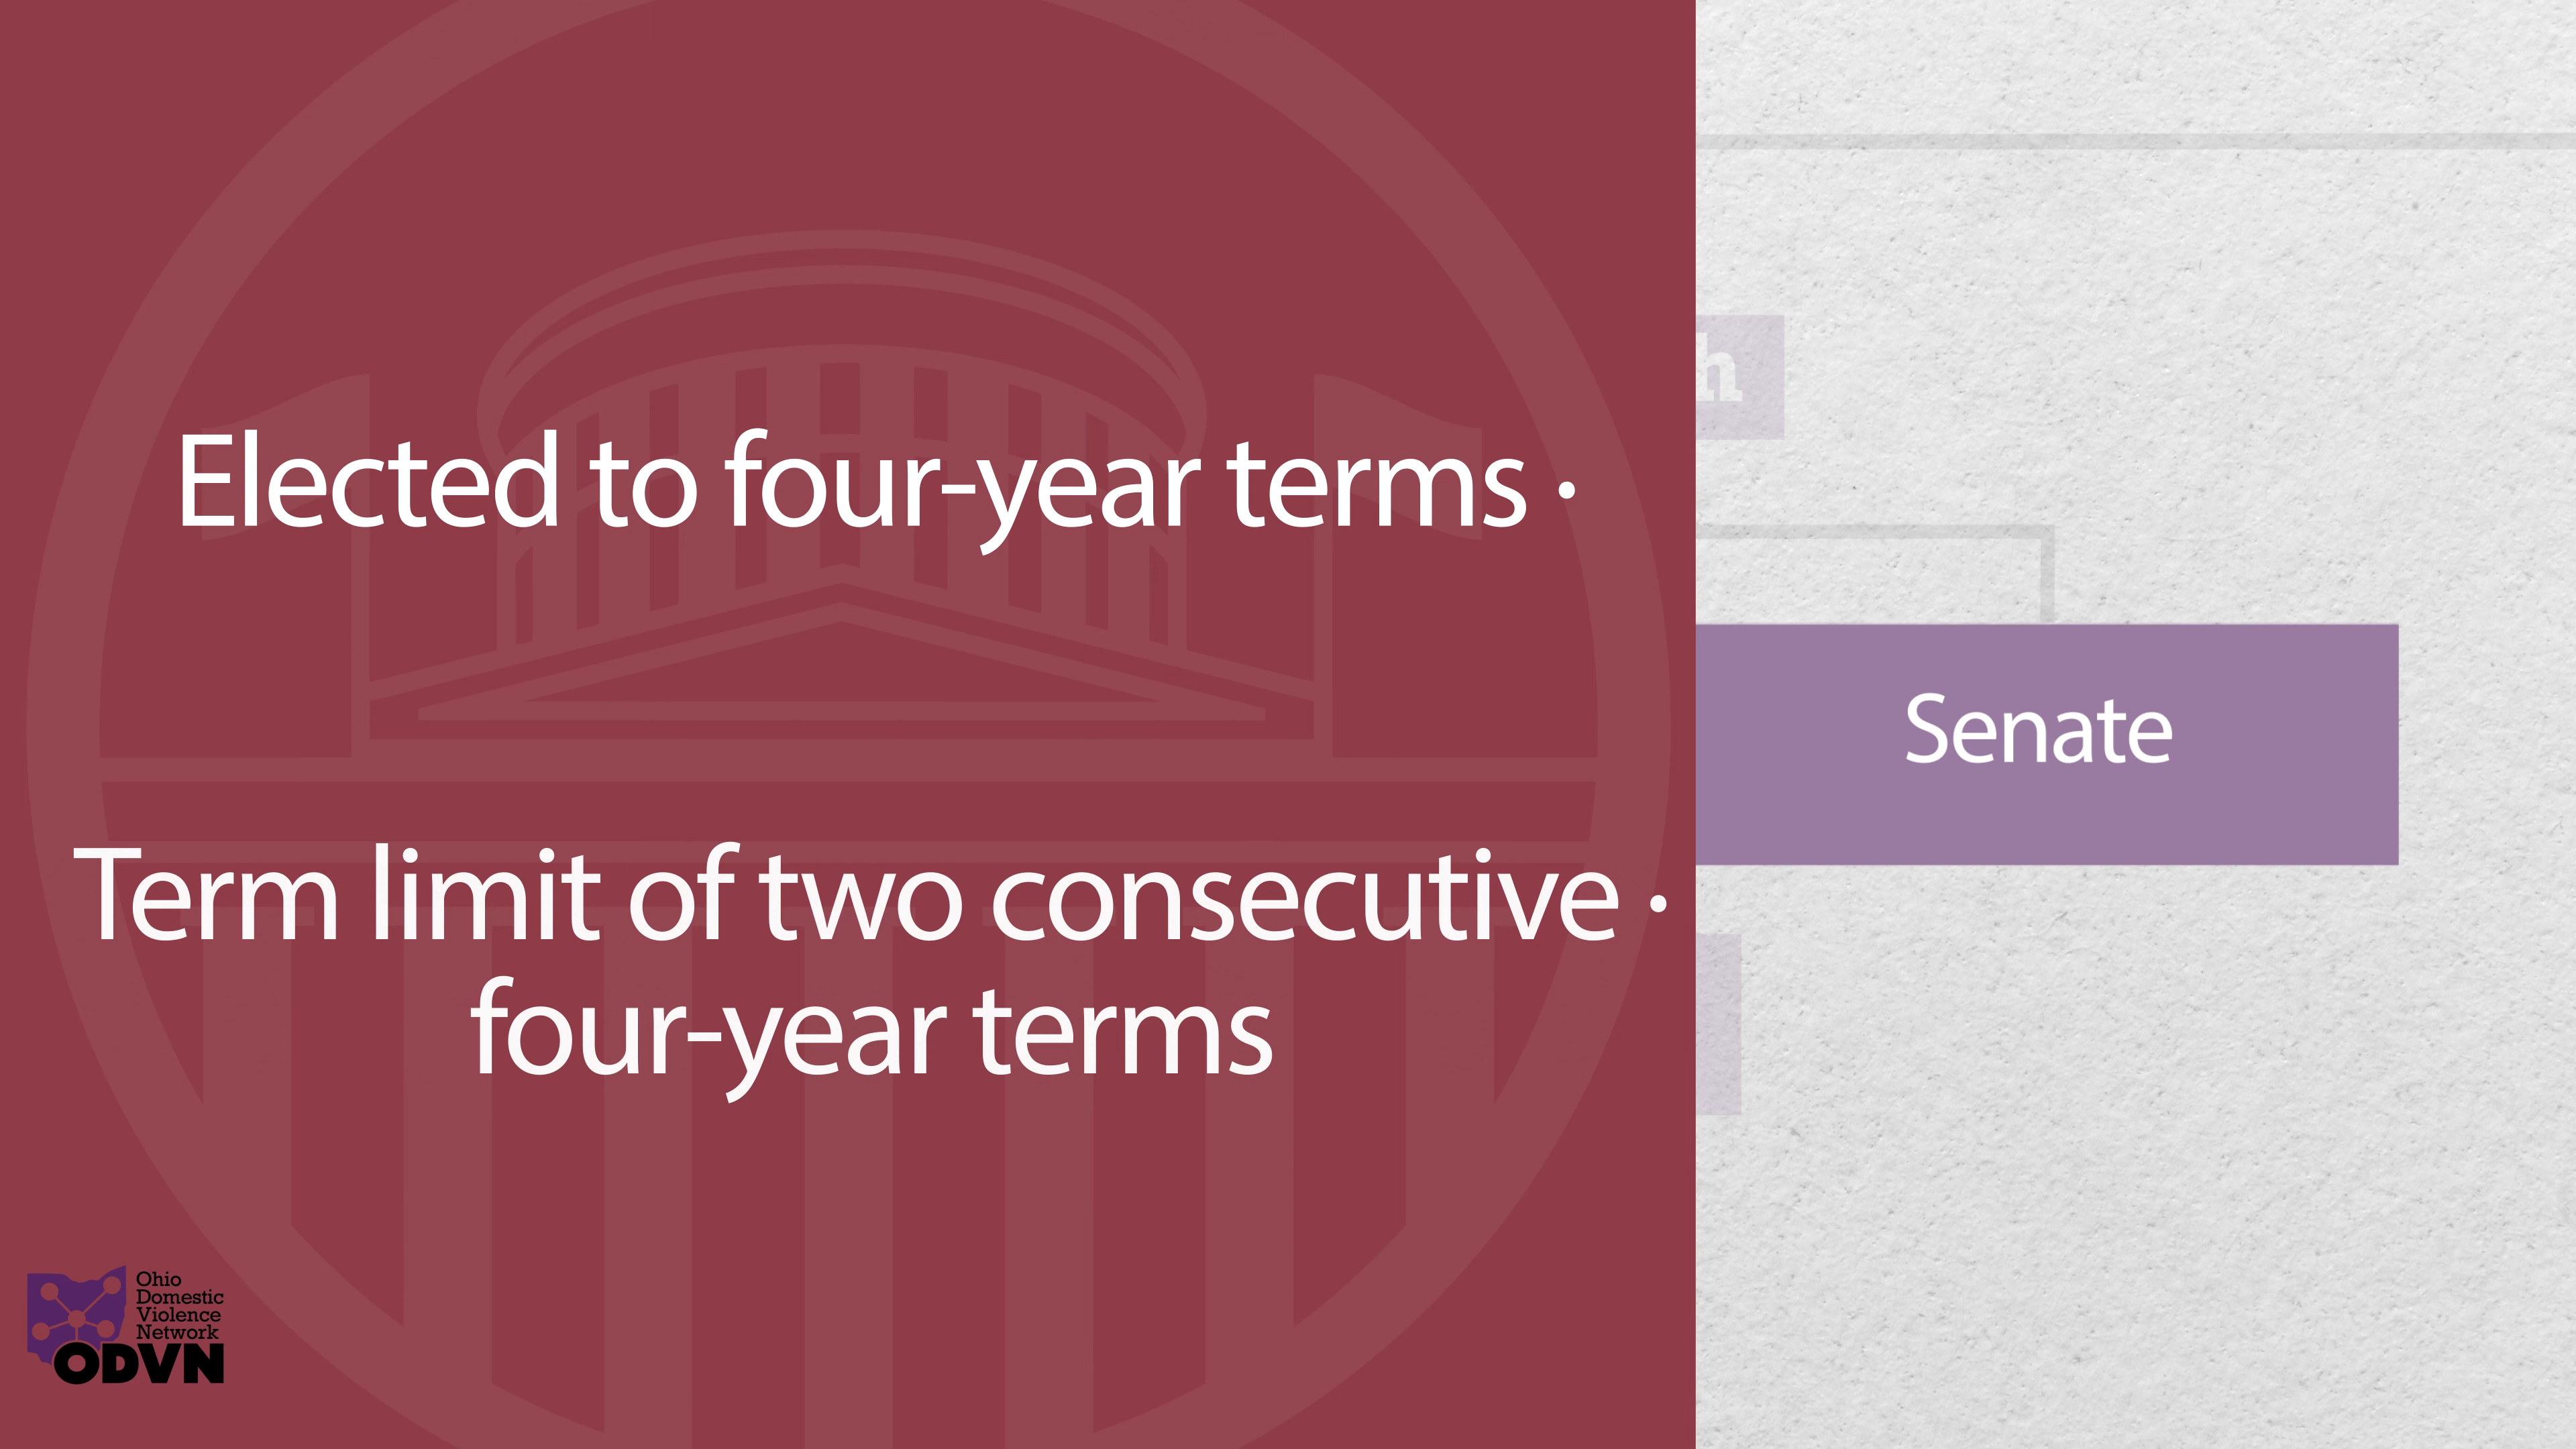 Elected to four-year terms ·
Term limit of two consecutive ·
four-year terms
h
Senate
Ohio
Domestic
Violence
Network
ODVN